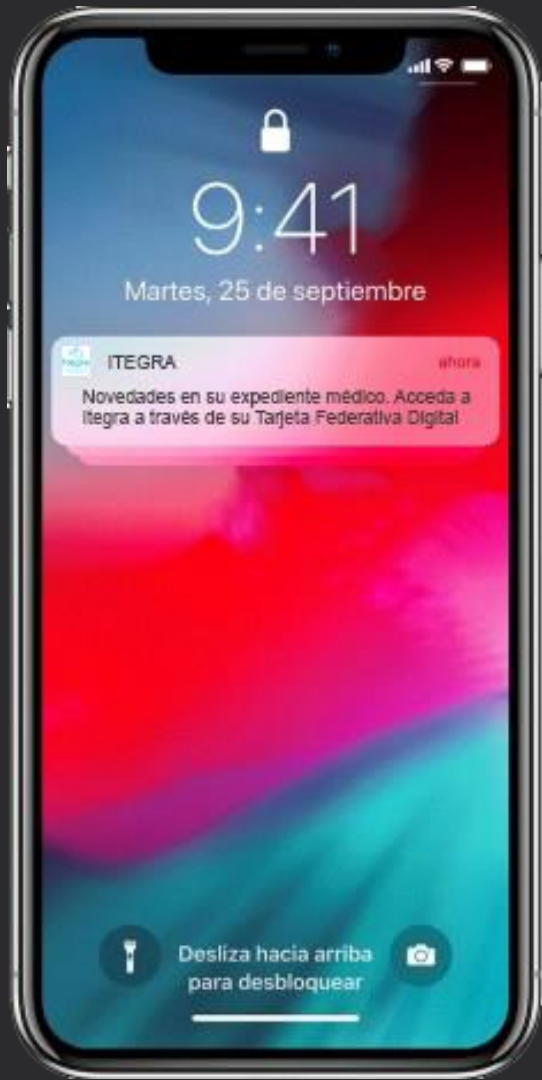 9:41
Martes, 25 de septiembre
ITEGRA
ahora
Novedades en su expediente médico. Acceda a
Itegra a través de su Tarjeta Federativa Digital
Desliza hacia arriba
para desbloquear